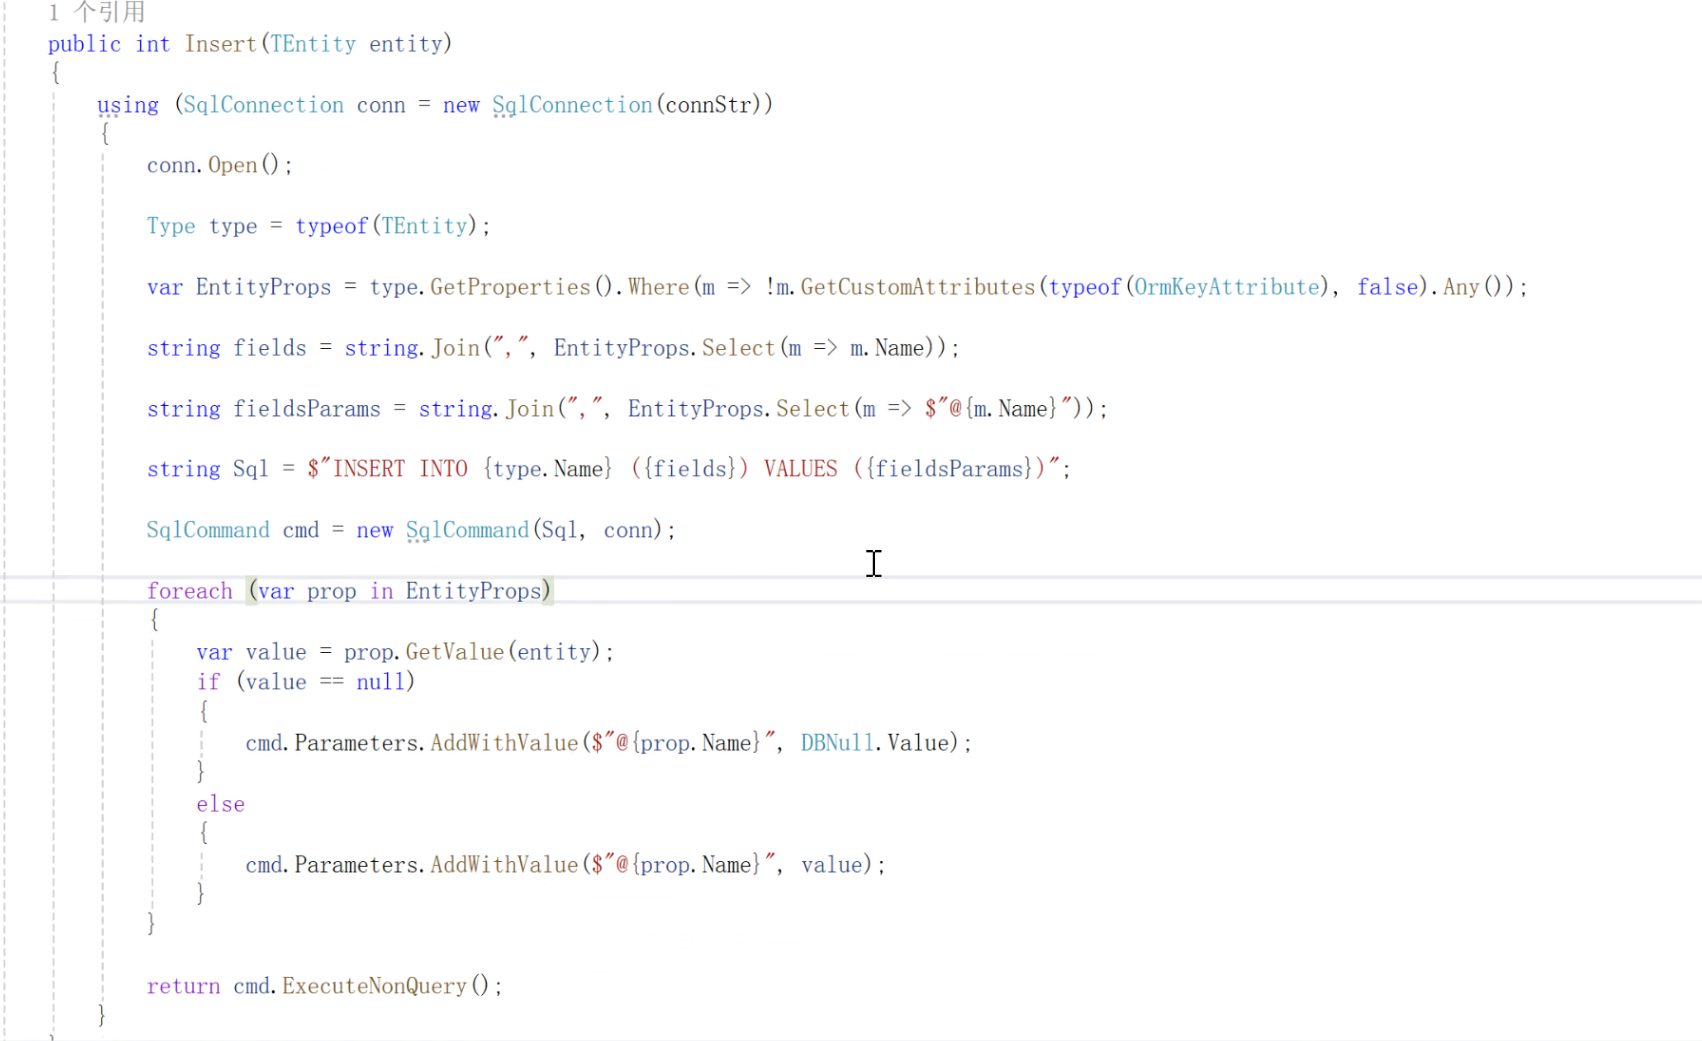 1 个引用
public int Insert(TEntity entity)
{
using (SqlConnection conn = new SqlConnection(connStr))
{
conn.Open();
Type type = typeof(TEntity);
var EntityProps = type.GetProperties().Where(m => !m.GetCustomAttributes(typeof(OrmKeyAttribute), false).Any());
string fields = string.Join(",", EntityProps.Select(m => m.Name));
string fieldsParams = string.Join(",", EntityProps.Select(m => $"@{m.Name}"));
string Sql = $"INSERT INTO {type.Name} ({fields}) VALUES ({fieldsParams})";
SqlCommand cmd = new SqlCommand(Sql, conn);
foreach (var prop in EntityProps)
{
var value = prop.GetValue(entity);
if (value == null)
{
cmd.Parameters.AddWithValue($"@{prop.Name}", DBNull.Value);
}
else
{
cmd.Parameters.AddWithValue($"@{prop.Name}", value);
}
}
return cmd.ExecuteNonQuery();
}